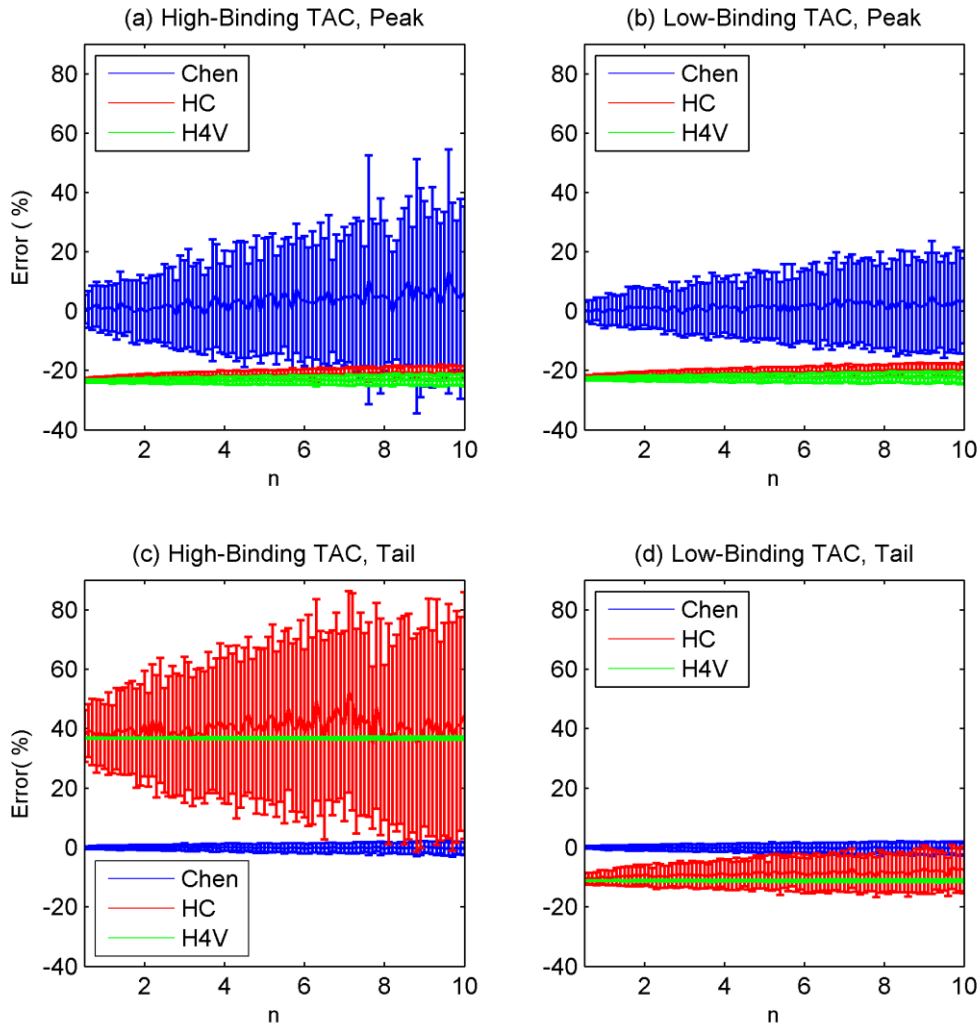 (a) High-Binding TAC, Peak
80
60
40
20
0
-20
-40
Error ( %)
Chen
HC
H4V
2
4
6
8
10
n
(b) Low-Binding TAC, Peak
80
60
40
20
0
-20
-40
Chen
HC
H4V
2
4
6
8
10
n
(c) High-Binding TAC, Tail
80
60
40
20
0
-20
-40
Error( %)
Chen
HC
H4V
2
4
6
8
10
n
(d) Low-Binding TAC, Tail
80
60
40
20
0
-20
-40
Chen
HC
H4V
2
4
6
8
10
n